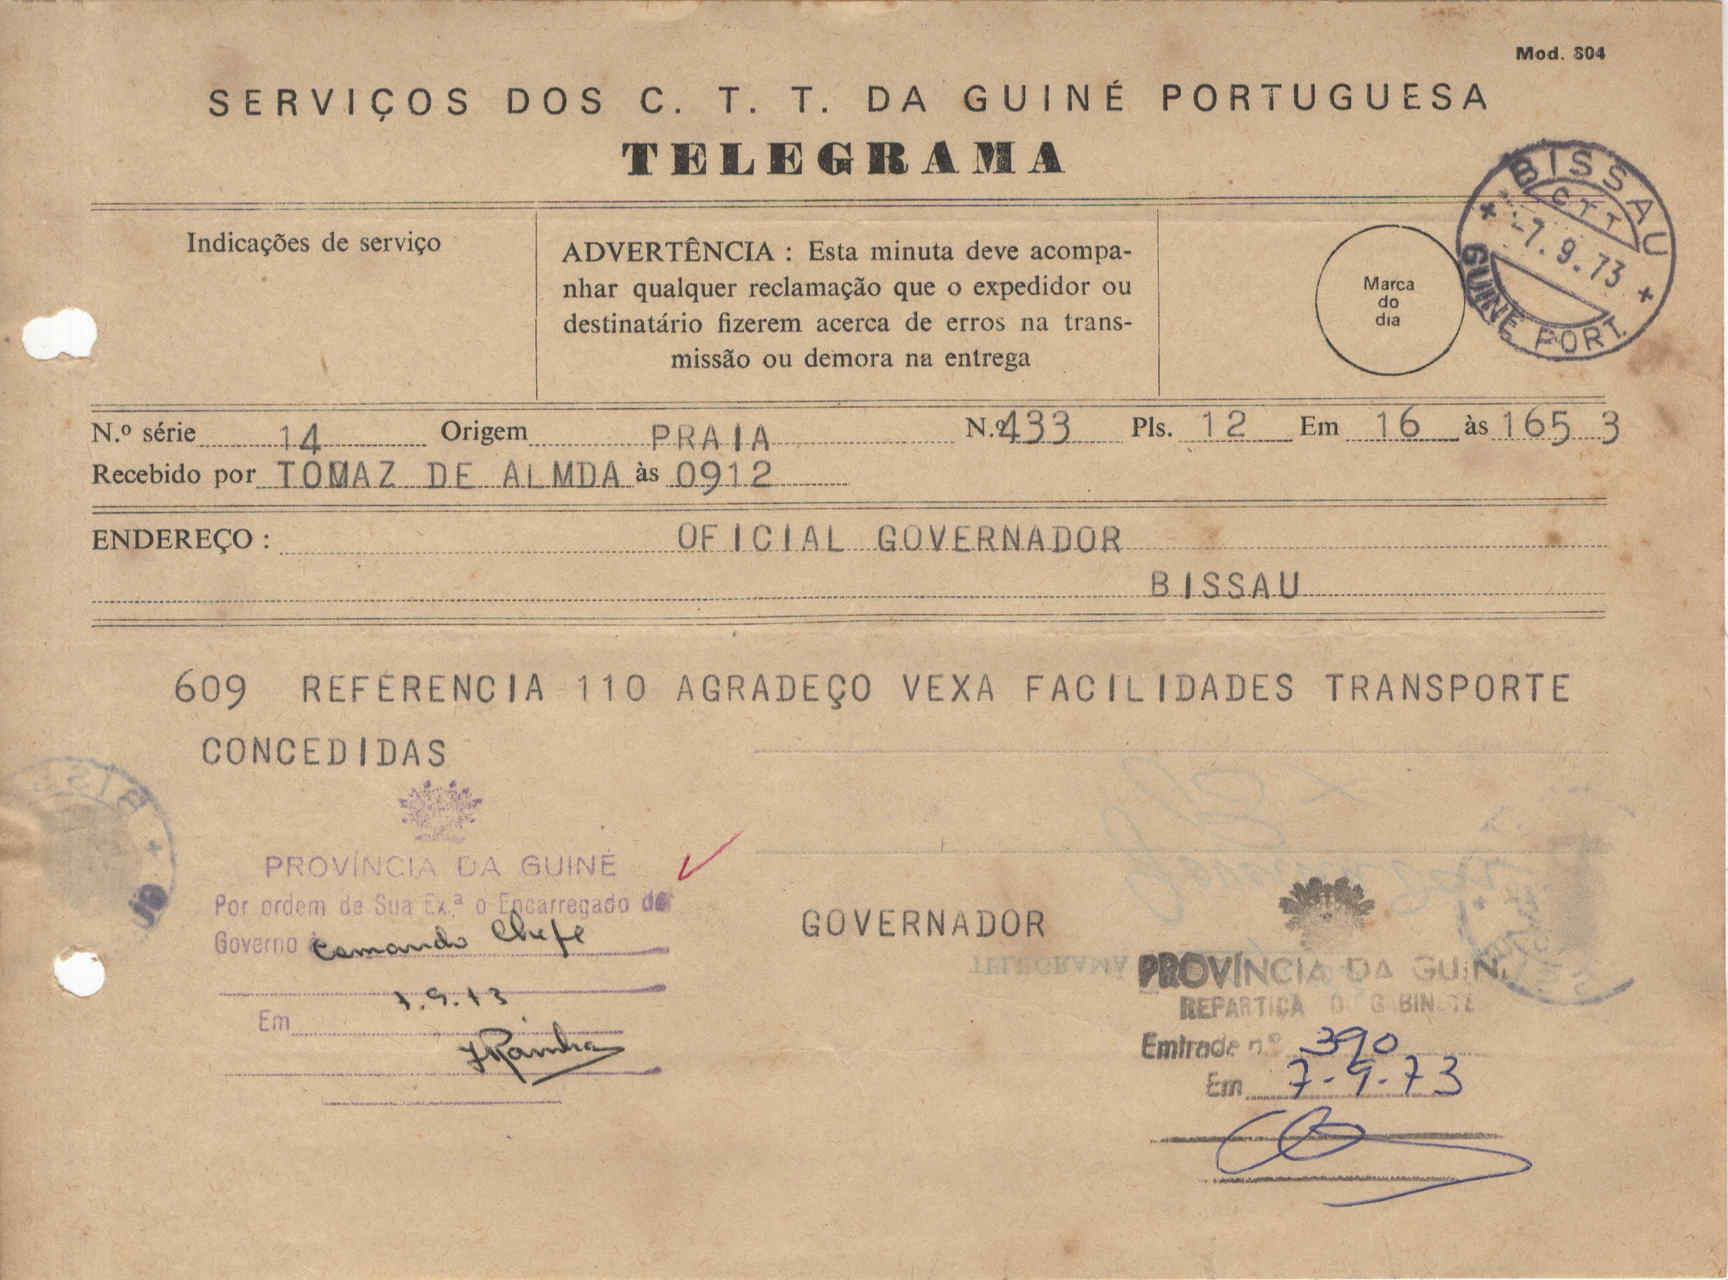 Mod. 804
SERVIÇOS DOS C. T. T. DA GUINÉ PORTUGUESA
TELEGRAMA
Indicações de serviço
ADVERTÊNCIA : Esta minuta deve acompa-
nhar qualquer reclamação que o expedidor ou
destinatário fizerem acerca de erros na trans-
missão ou demora na entrega
Marca
do
dia
BISSAU
CTT
-7.9.73
GUINÉ PORT.
N.º série 14 Origem PRAIA N.º 433 Pls. 12 Em 16 às 165 3
Recebido por TOMAZ DE ALMDA às 0912
ENDEREÇO : OFICIAL GOVERNADOR
BISSAU
609 REFERENCIA 110 AGRADEÇO VEXA FACILIDADES TRANSPORTE
CONCEDIDAS
PROVÍNCIA DA GUINÉ
Por ordem de Sua Ex.ª o Encarregado do
Governo à Comando Chefe
7.9.73
Em
GOVERNADOR
TELEGRAMA
PROVÍNCIA DA GUIN
REPARTIÇÃ D GABINETE
Entrada n.º 390
Em 7-9-73